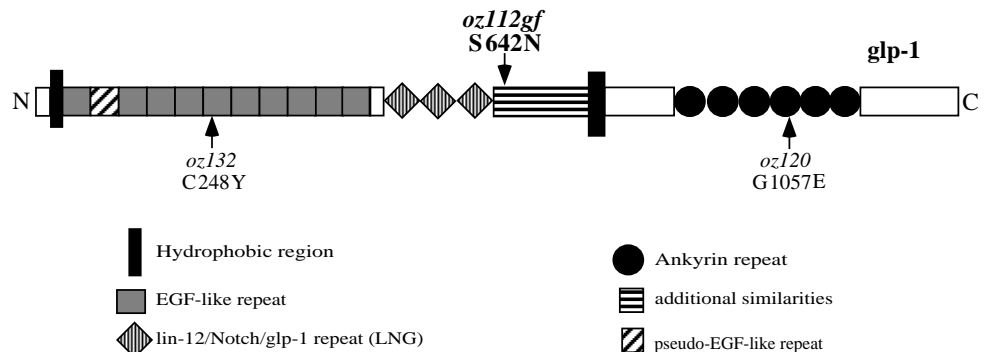 oz112gf
S642N
glp-1
N
C
oz132
C248Y
oz120
G1057E
Hydrophobic region
Ankyrin repeat
EGF-like repeat
additional similarities
lin-12/Notch/glp-1 repeat (LNG)
pseudo-EGF-like repeat